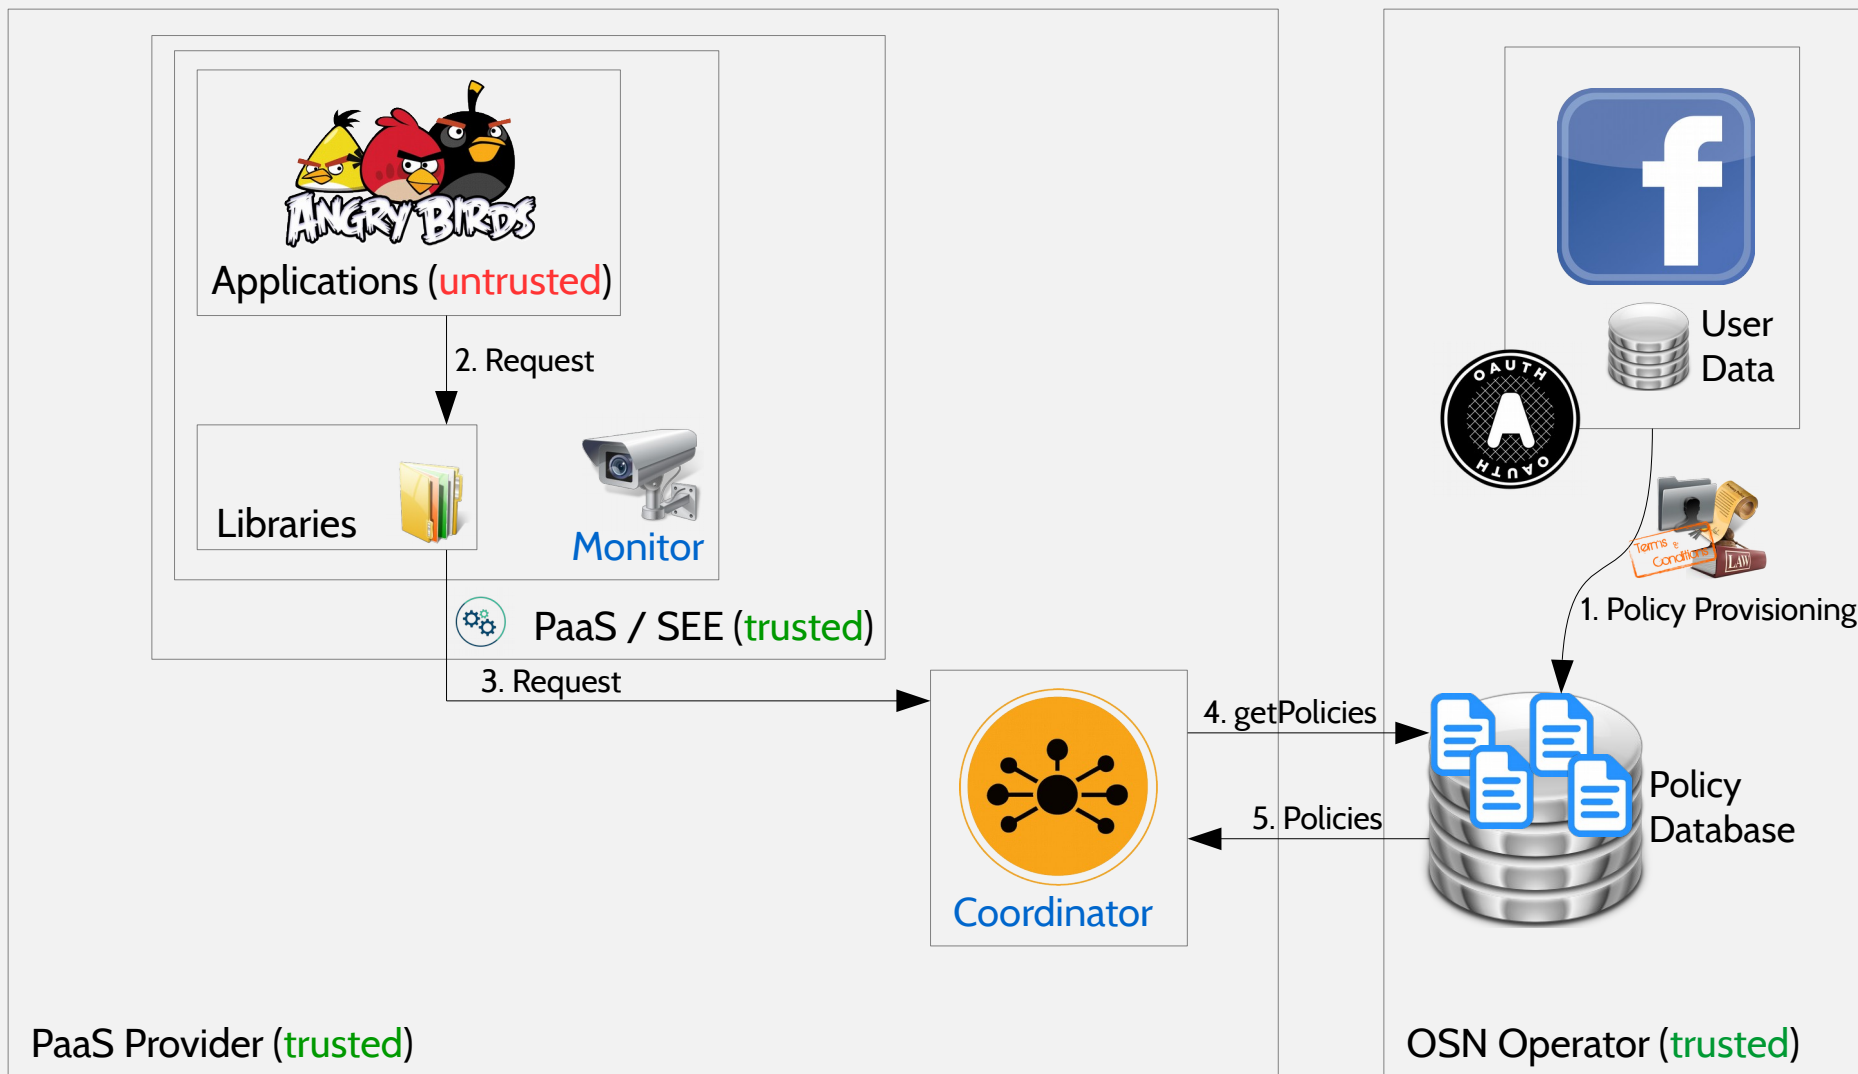 ANGRY BIRDS
Applications (untrusted)
2. Request
Libraries
Monitor
PaaS / SEE (trusted)
3. Request
Coordinator
4. getPolicies
5. Policies
PaaS Provider (trusted)
f
User
Data
OAUTH
A
OAUTH
Terms &
Conditions
LAW
1. Policy Provisioning
Policy
Database
OSN Operator (trusted)